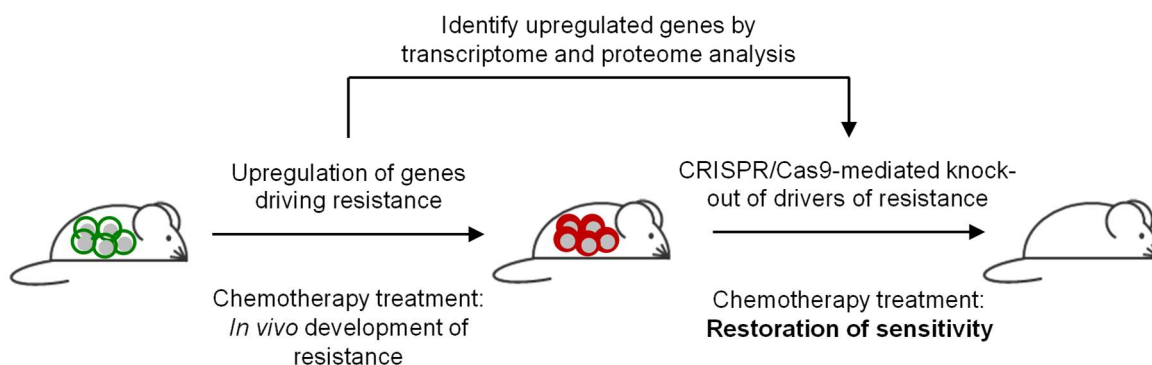 Identify upregulated genes by
transcriptome and proteome analysis
Upregulation of genes
driving resistance
Chemotherapy treatment:
In vivo development of
resistance
CRISPR/Cas9-mediated knock-
out of drivers of resistance
Chemotherapy treatment:
Restoration of sensitivity